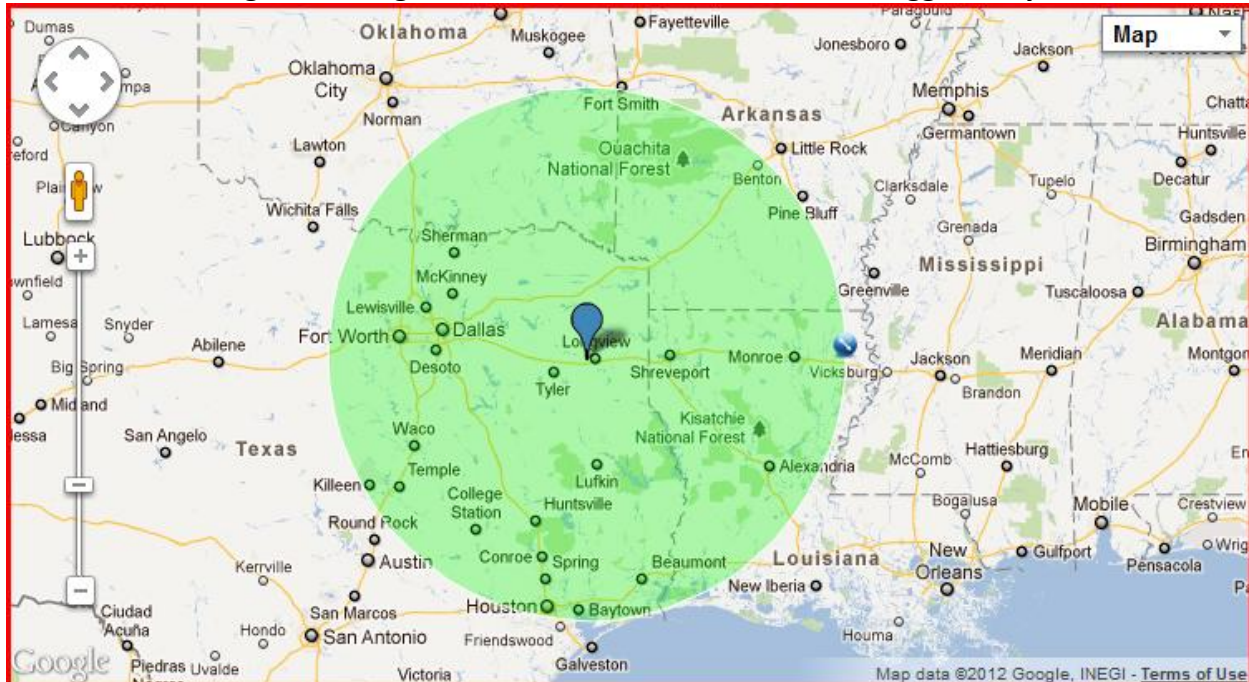 Dumas
Oklahoma
Fayetteville
Muskogee
Jonesboro
Jackson
Map
Oklahoma
City
Fort Smith
Memphis
Arkansas
Norman
Germantown
Huntsville
Canyon
Lawton
Ouachita
National Forest
Little Rock
Benton
Clarksdale
Tupelo
Decatur
Wichita Falls
Pine Bluff
Gadsden
Lubbock
Sherman
Grenada
Birmingham
McKinney
Mississippi
Greenville
Tuscaloosa
Lewisville
Lamesa
Snyder
Fort Worth
Dallas
Longview
Alabama
Abilene
Desoto
Monroe
Jackson
Meridian
Big Spring
Tyler
Shreveport
Vicksburg
Brandon
Midland
Kisatchie
National Forest
San Angelo
Waco
Texas
Hattiesburg
McComb
Temple
Lufkin
Alexandria
Killeen
College
Station
Huntsville
Bogalusa
Mobile
Crestview
Round Rock
Austin
Conroe
Spring
Beaumont
Louisiana
New
Orleans
Gulfport
Pensacola
Kerrville
New Iberia
Ciudad
Acuña
San Marcos
Houston
Baytown
Hondo
San Antonio
Friendswood
Houma
Google
Piedras
Uvalde
Victoria
Galveston
Map data ©2012 Google, INEGI - Terms of Use